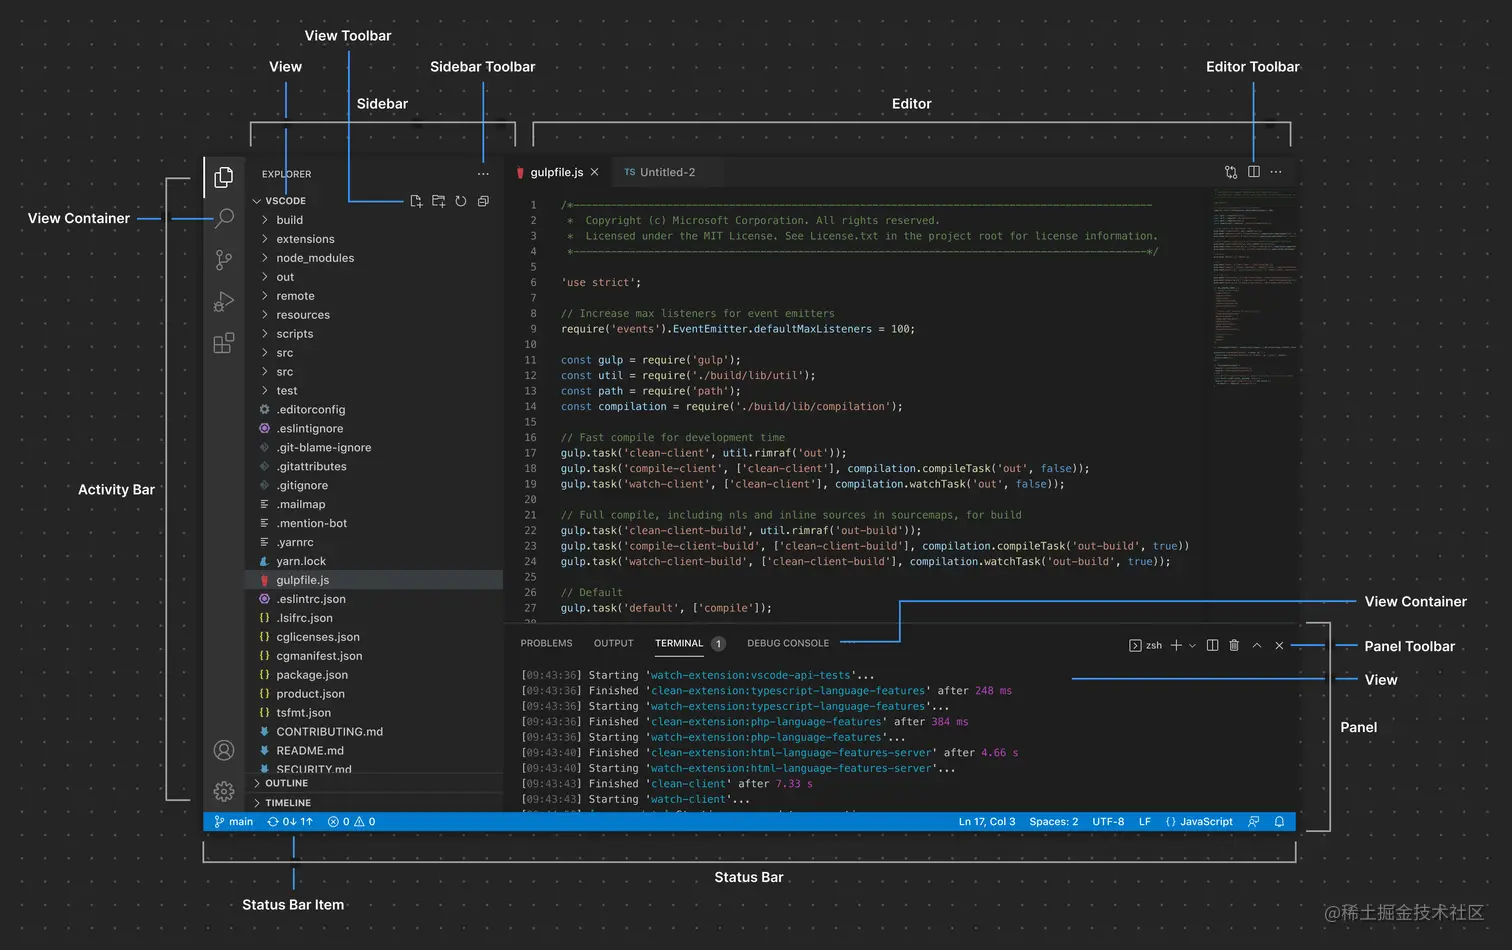 View Toolbar
View
Sidebar Toolbar
Editor Toolbar
Sidebar
Editor
View Container
Activity Bar
EXPLORER
VSCODE
build
extensions
node_modules
out
remote
resources
scripts
src
src
test
.editorconfig
.eslintignore
.git-blame-ignore
.gitattributes
.gitignore
.mailmap
.mention-bot
.yarnrc
yarn.lock
gulpfile.js
.eslintrc.json
.lsifrc.json
cglicenses.json
cgmanifest.json
package.json
product.json
tsfmt.json
CONTRIBUTING.md
README.md
SECURITY.md
OUTLINE
TIMELINE
gulpfile.js
TS Untitled-2
1 /*---------------------------------------------------------------------------------------------
2 * Copyright (c) Microsoft Corporation. All rights reserved.
3 * Licensed under the MIT License. See License.txt in the project root for license information.
4 *--------------------------------------------------------------------------------------------*/
5
6 'use strict';
7
8 // Increase max listeners for event emitters
9 require('events').EventEmitter.defaultMaxListeners = 100;
10
11 const gulp = require('gulp');
12 const util = require('./build/lib/util');
13 const path = require('path');
14 const compilation = require('./build/lib/compilation');
15
16 // Fast compile for development time
17 gulp.task('clean-client', util.rimraf('out'));
18 gulp.task('compile-client', ['clean-client'], compilation.compileTask('out', false));
19 gulp.task('watch-client', ['clean-client'], compilation.watchTask('out', false));
20
21 // Full compile, including nls and inline sources in sourcemaps, for build
22 gulp.task('clean-client-build', util.rimraf('out-build'));
23 gulp.task('compile-client-build', ['clean-client-build'], compilation.compileTask('out-build', true))
24 gulp.task('watch-client-build', ['clean-client-build'], compilation.watchTask('out-build', true));
25
26 // Default
27 gulp.task('default', ['compile']);
28
PROBLEMS OUTPUT TERMINAL 1 DEBUG CONSOLE
zsh
[09:43:36] Starting 'watch-extension:vscode-api-tests'...
[09:43:36] Finished 'clean-extension:typescript-language-features' after 248 ms
[09:43:36] Starting 'watch-extension:typescript-language-features'...
[09:43:36] Finished 'clean-extension:php-language-features' after 384 ms
[09:43:36] Starting 'watch-extension:php-language-features'...
[09:43:40] Finished 'clean-extension:html-language-features-server' after 4.66 s
[09:43:40] Starting 'watch-extension:html-language-features-server'...
[09:43:43] Finished 'clean-client' after 7.33 s
[09:43:43] Starting 'watch-client'...
View Container
Panel Toolbar
View
Panel
main 0↓ 1↑ 0 0
Ln 17, Col 3 Spaces: 2 UTF-8 LF {} JavaScript
Status Bar
Status Bar Item
@稀土掘金技术社区